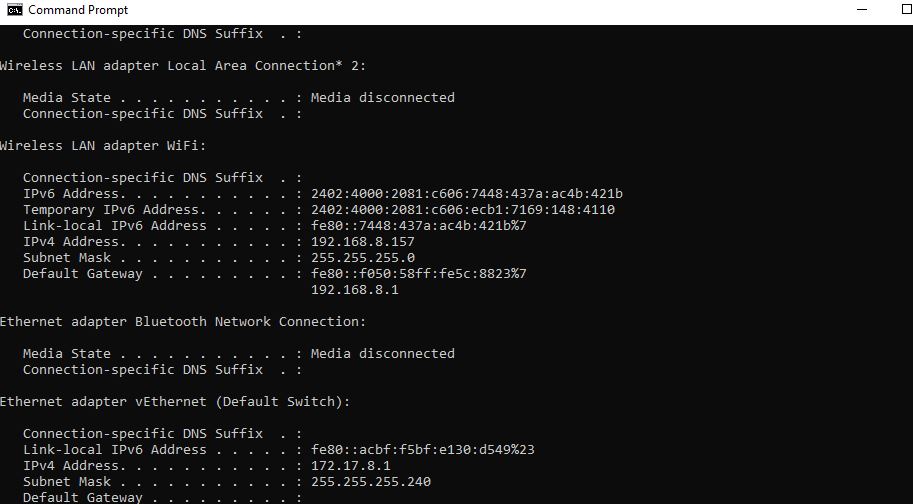 Command Prompt
Connection-specific DNS Suffix  . :
Wireless LAN adapter Local Area Connection* 2:
Media State . . . . . . . . . . . : Media disconnected
Connection-specific DNS Suffix  . :
Wireless LAN adapter WiFi:
Connection-specific DNS Suffix  . :
IPv6 Address. . . . . . . . . . . : 2402:4000:2081:c606:7448:437a:ac4b:421b
Temporary IPv6 Address. . . . . . : 2402:4000:2081:c606:ecb1:7169:148:4110
Link-local IPv6 Address . . . . . : fe80::7448:437a:ac4b:421b%7
IPv4 Address. . . . . . . . . . . : 192.168.8.157
Subnet Mask . . . . . . . . . . . : 255.255.255.0
Default Gateway . . . . . . . . . : fe80::f050:58ff:fe5c:8823%7
192.168.8.1
Ethernet adapter Bluetooth Network Connection:
Media State . . . . . . . . . . . : Media disconnected
Connection-specific DNS Suffix  . :
Ethernet adapter vEthernet (Default Switch):
Connection-specific DNS Suffix  . :
Link-local IPv6 Address . . . . . : fe80::acbf:f5bf:e130:d549%23
IPv4 Address. . . . . . . . . . . : 172.17.8.1
Subnet Mask . . . . . . . . . . . : 255.255.255.240
Default Gateway . . . . . . . . . :